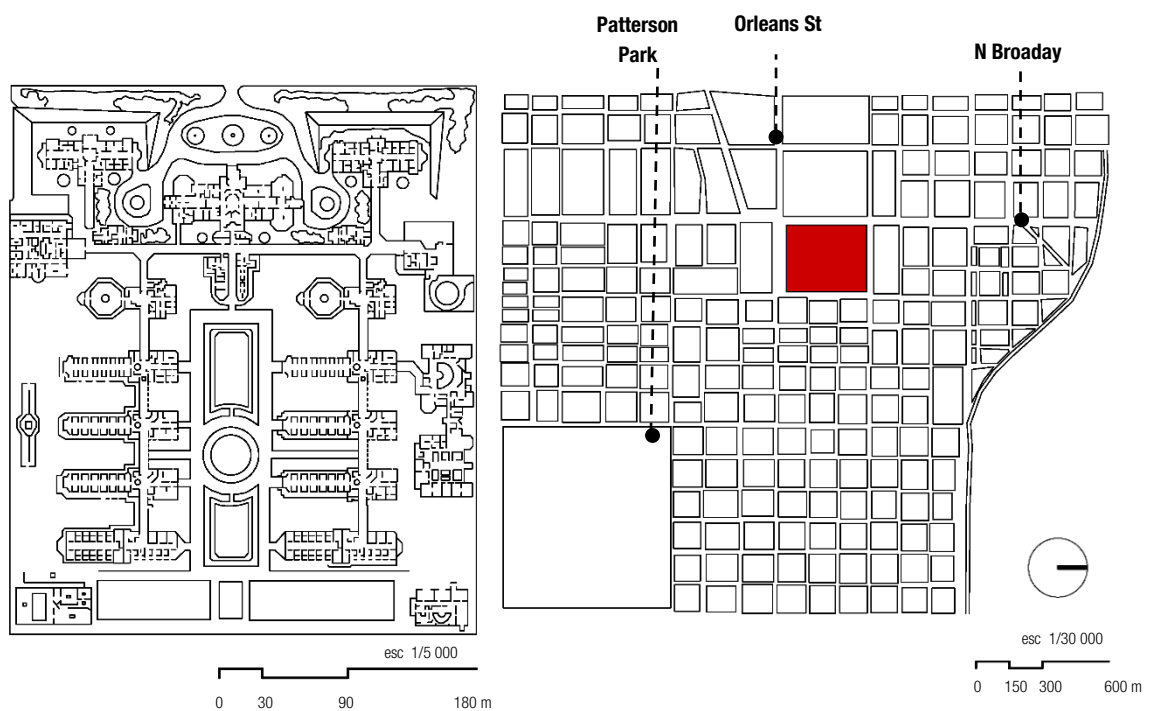 Patterson
Park
Orleans St
N Broaday
esc 1/5 000
0 30 90 180 m
esc 1/30 000
0 150 300 600 m